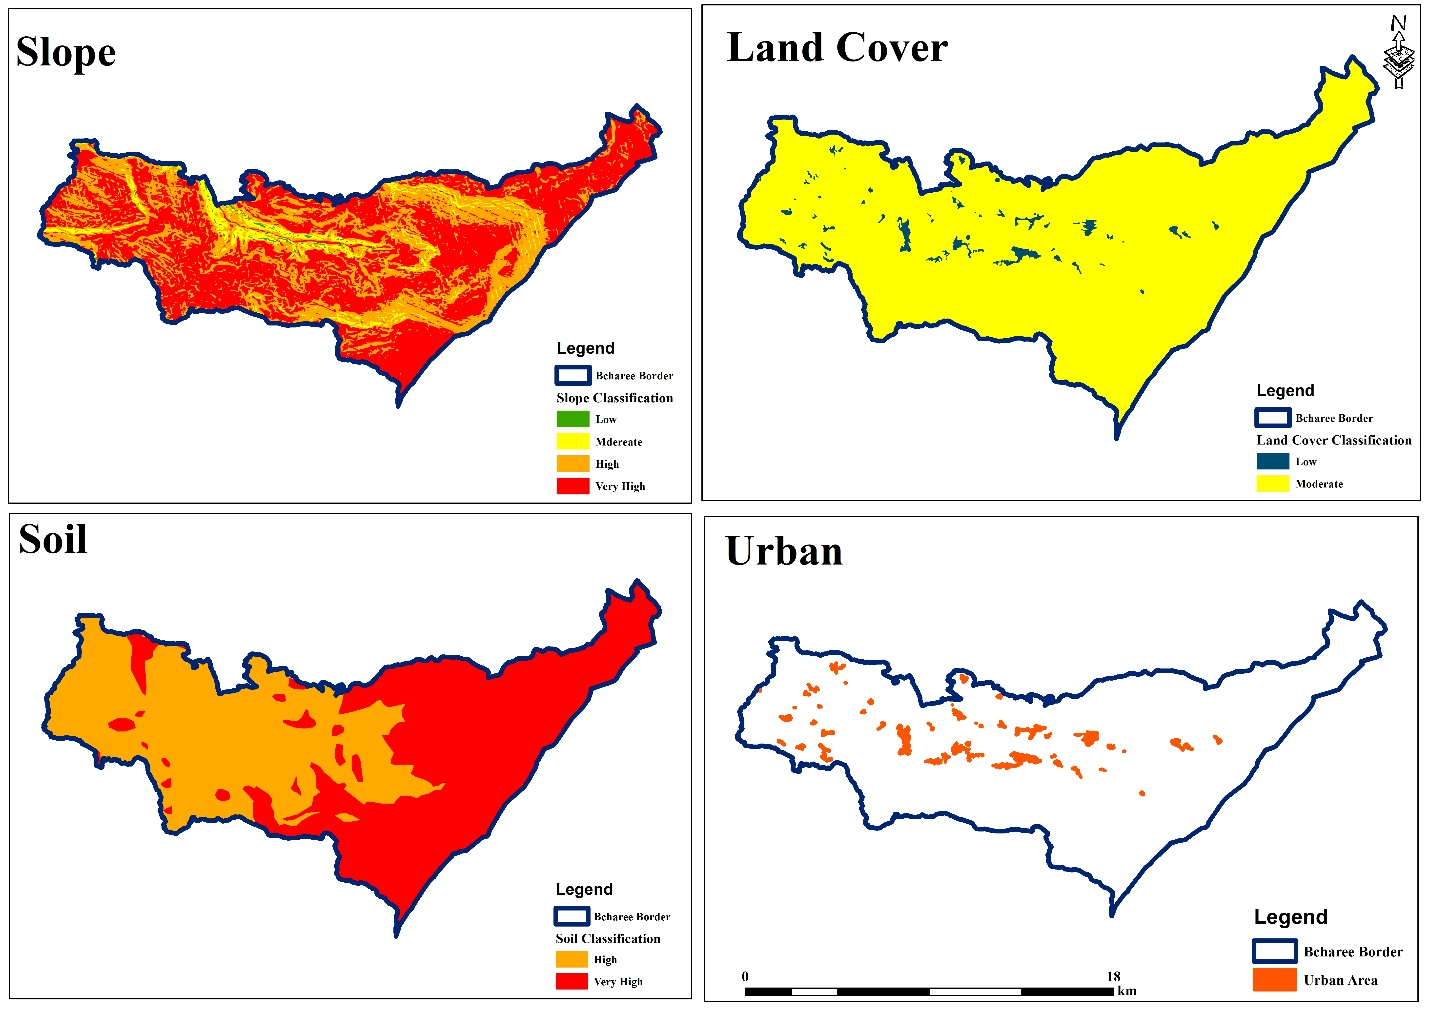 Slope
Legend
Bcharee Border
Slope Classification
Low
Mdereate
High
Very High
Land Cover
N
Legend
Bcharee Border
Land Cover Classification
Low
Moderate
Soil
Legend
Bcharee Border
Soil Classification
High
Very High
Urban
Legend
Bcharee Border
Urban Area
0 18
km